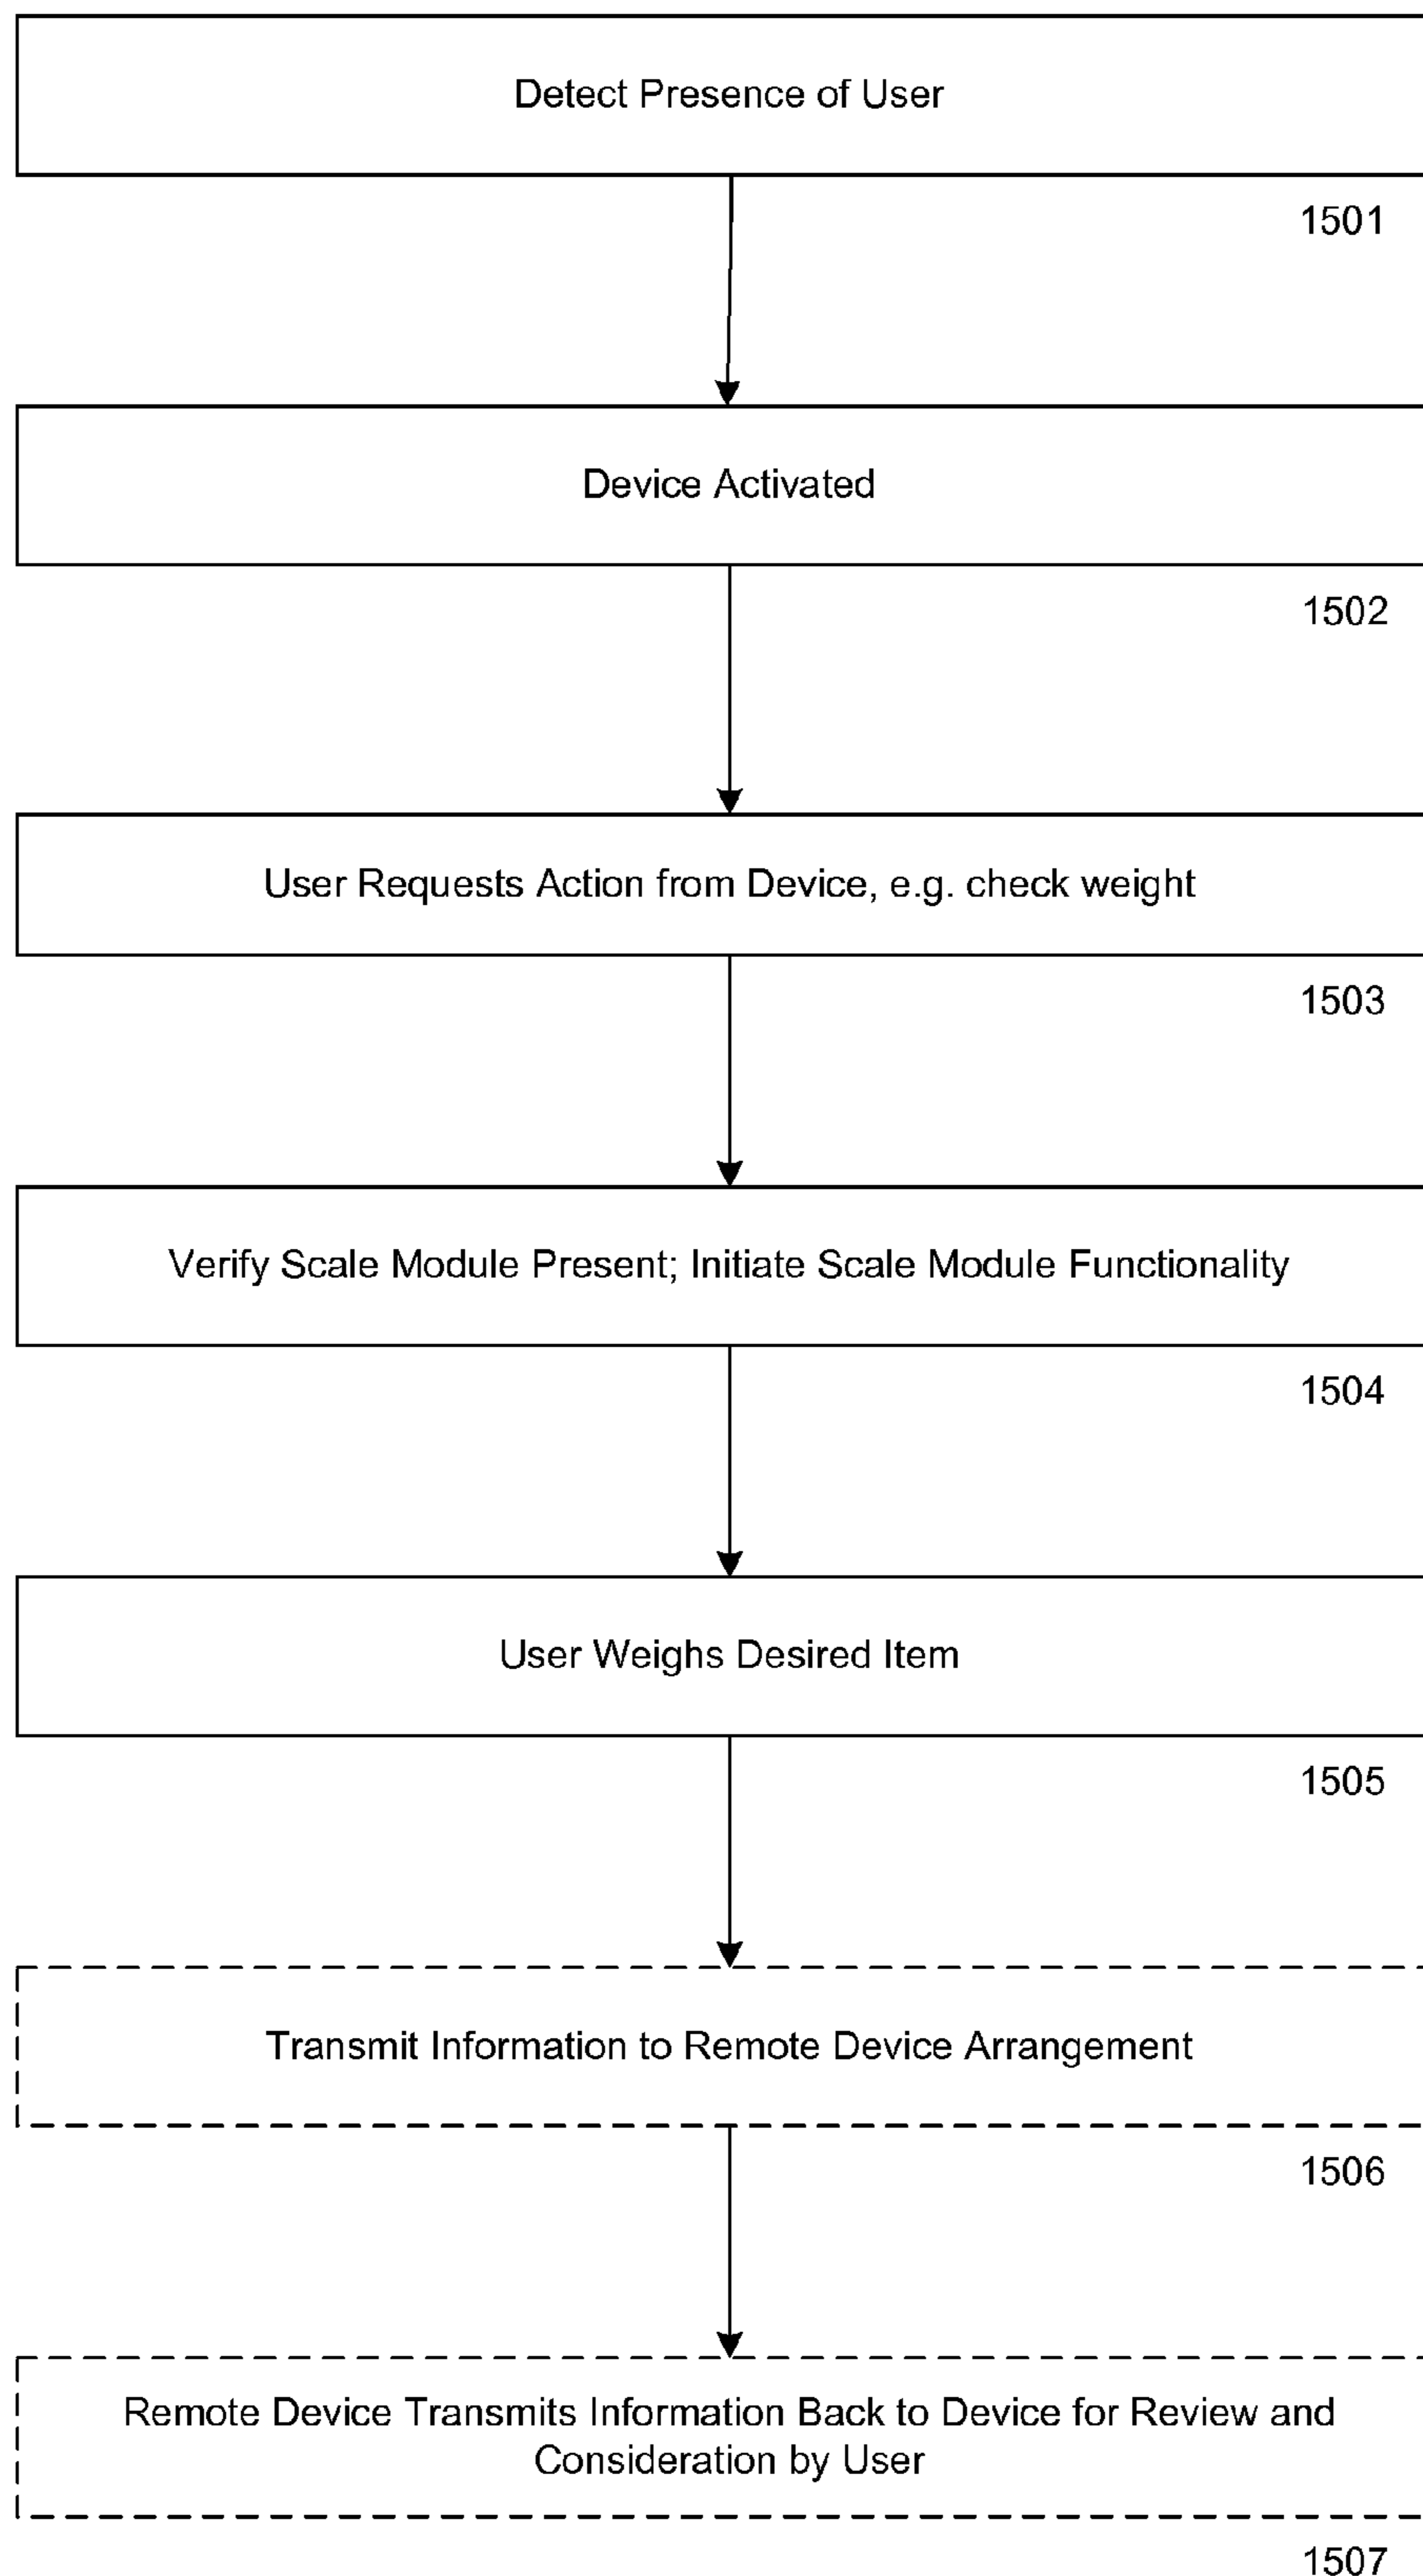 Detect Presence of User
1501
Device Activated
1502
User Requests Action from Device, e.g. check weight
1503
Verify Scale Module Present; Initiate Scale Module Functionality
1504
User Weighs Desired Item
1505
Transmit Information to Remote Device Arrangement
1506
Remote Device Transmits Information Back to Device for Review and
Consideration by User
1507